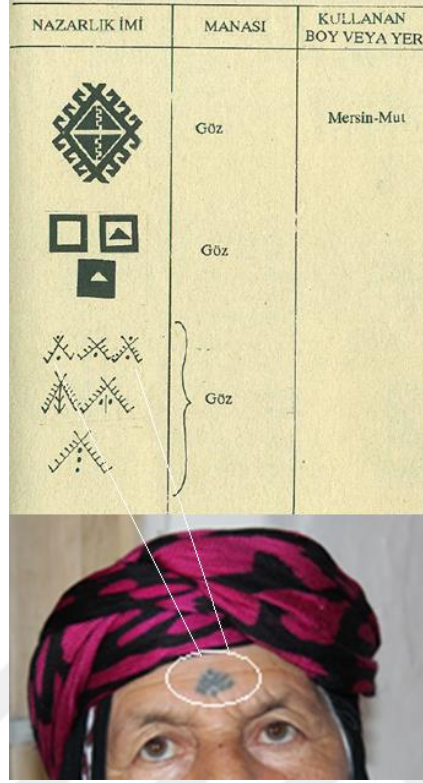 NAZARLIK İMİ
MANASI
KULLANAN
BOY VEYA YER
Göz
Mersin-Mut
Göz
Göz